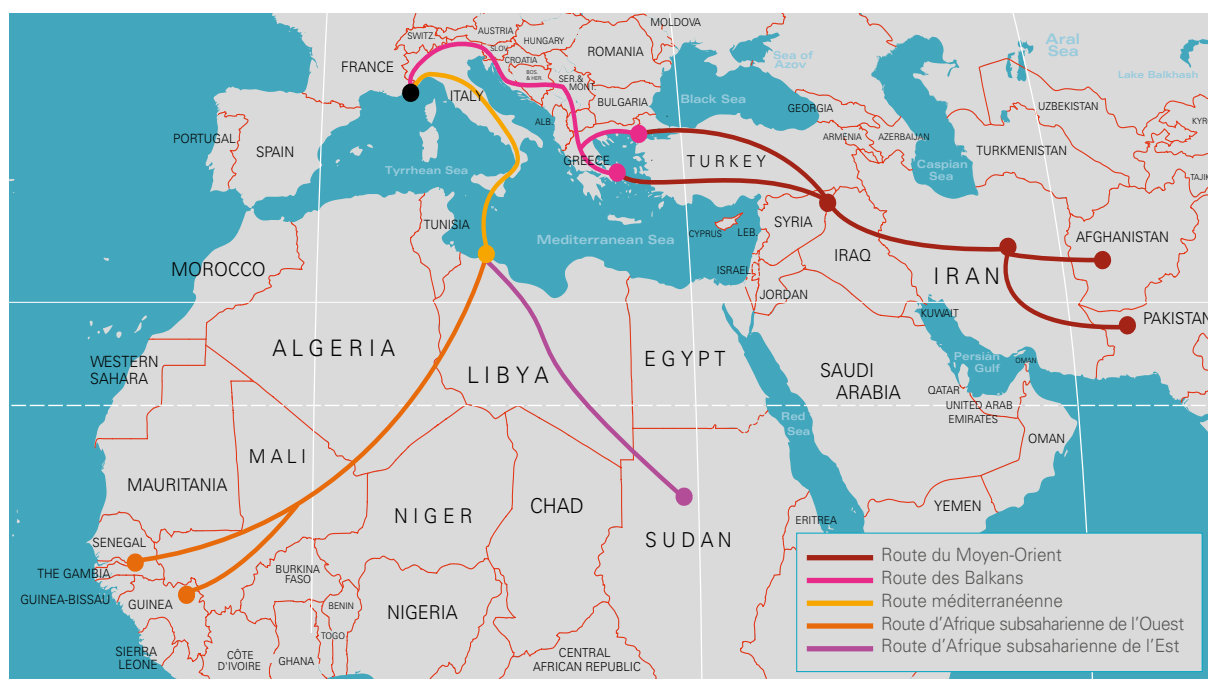 MOLDOVA
AUSTRIA
SWITZ.
HUNGARY
SLOV.
ROMANIA
CROATIA
Sea of
Azov
Aral
Sea
FRANCE
BOS.
& HER.
SER.&
MONT.
Lake Balkhash
ITALY
BULGARIA
Black Sea
GEORGIA
UZBEKISTAN
KYRG
PORTUGAL
SPAIN
ALB.
ARMENIA
AZERBAIJAN
TURKMENISTAN
Tyrrhean Sea
GREECE
TURKEY
Caspian
Sea
TAJIK
TUNISIA
Mediterranean Sea
CYPRUS
LEB.
SYRIA
AFGHANISTAN
MOROCCO
ISRAEL
IRAQ
IRAN
JORDAN
KUWAIT
PAKISTAN
ALGERIA
WESTERN
SAHARA
LIBYA
EGYPT
SAUDI
ARABIA
Persian
Gulf
OMAN
QATAR
UNITED ARAB
EMIRATES
Red
Sea
OMAN
MALI
MAURITANIA
NIGER
CHAD
YEMEN
SUDAN
ERITREA
SENEGAL
THE GAMBIA
GUINEA-BISSAU
GUINEA
BURKINA
FASO
BENIN
NIGERIA
TOGO
SIERRA
LEONE
CÔTE
D'IVOIRE
GHANA
CENTRAL
AFRICAN REPUBLIC
Route du Moyen-Orient
Route des Balkans
Route méditerranéenne
Route d'Afrique subsaharienne de l'Ouest
Route d'Afrique subsaharienne de l'Est